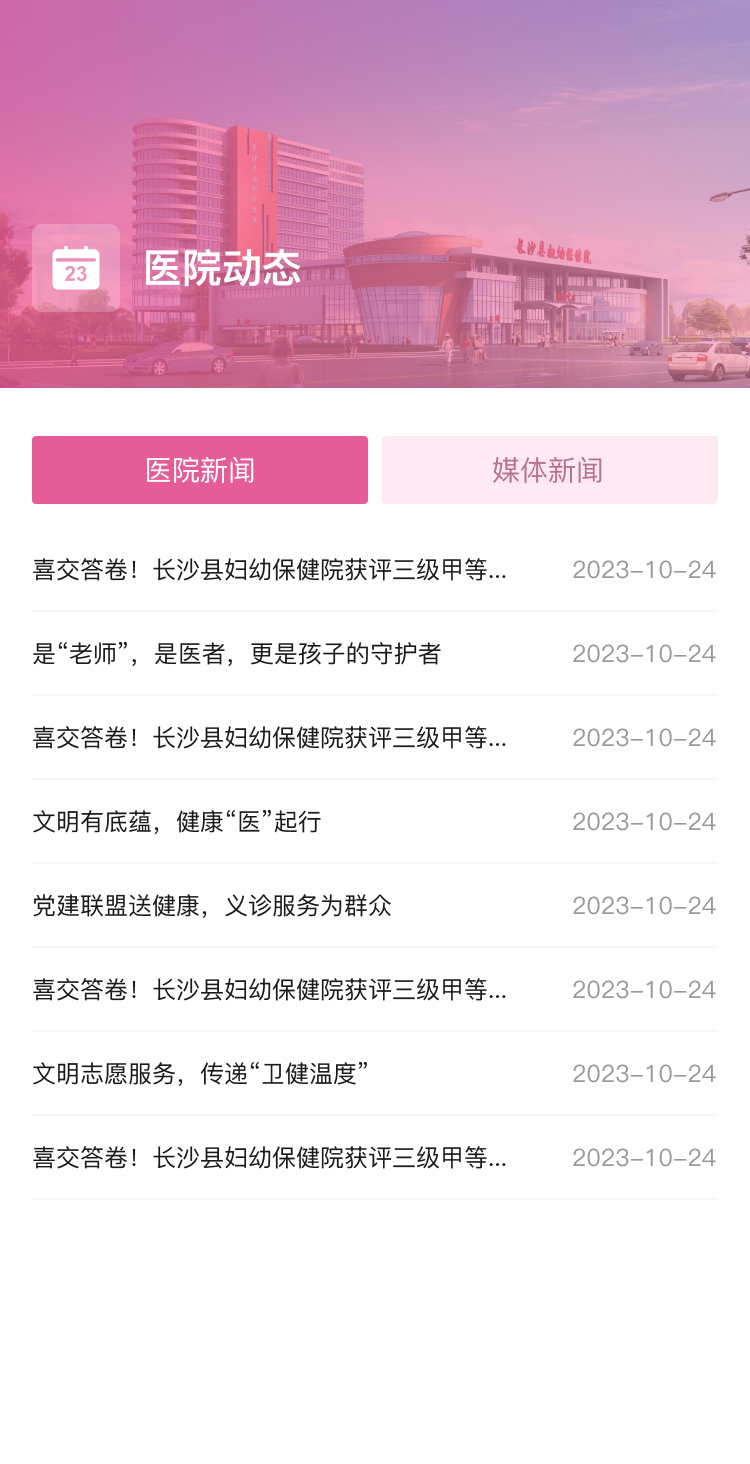 长沙县妇幼保健院
23
医院动态
医院新闻
媒体新闻
喜交答卷！长沙县妇幼保健院获评三级甲等... 2023-10-24
是“老师”，是医者，更是孩子的守护者 2023-10-24
喜交答卷！长沙县妇幼保健院获评三级甲等... 2023-10-24
文明有底蕴，健康“医”起行 2023-10-24
党建联盟送健康，义诊服务为群众 2023-10-24
喜交答卷！长沙县妇幼保健院获评三级甲等... 2023-10-24
文明志愿服务，传递“卫健温度” 2023-10-24
喜交答卷！长沙县妇幼保健院获评三级甲等... 2023-10-24